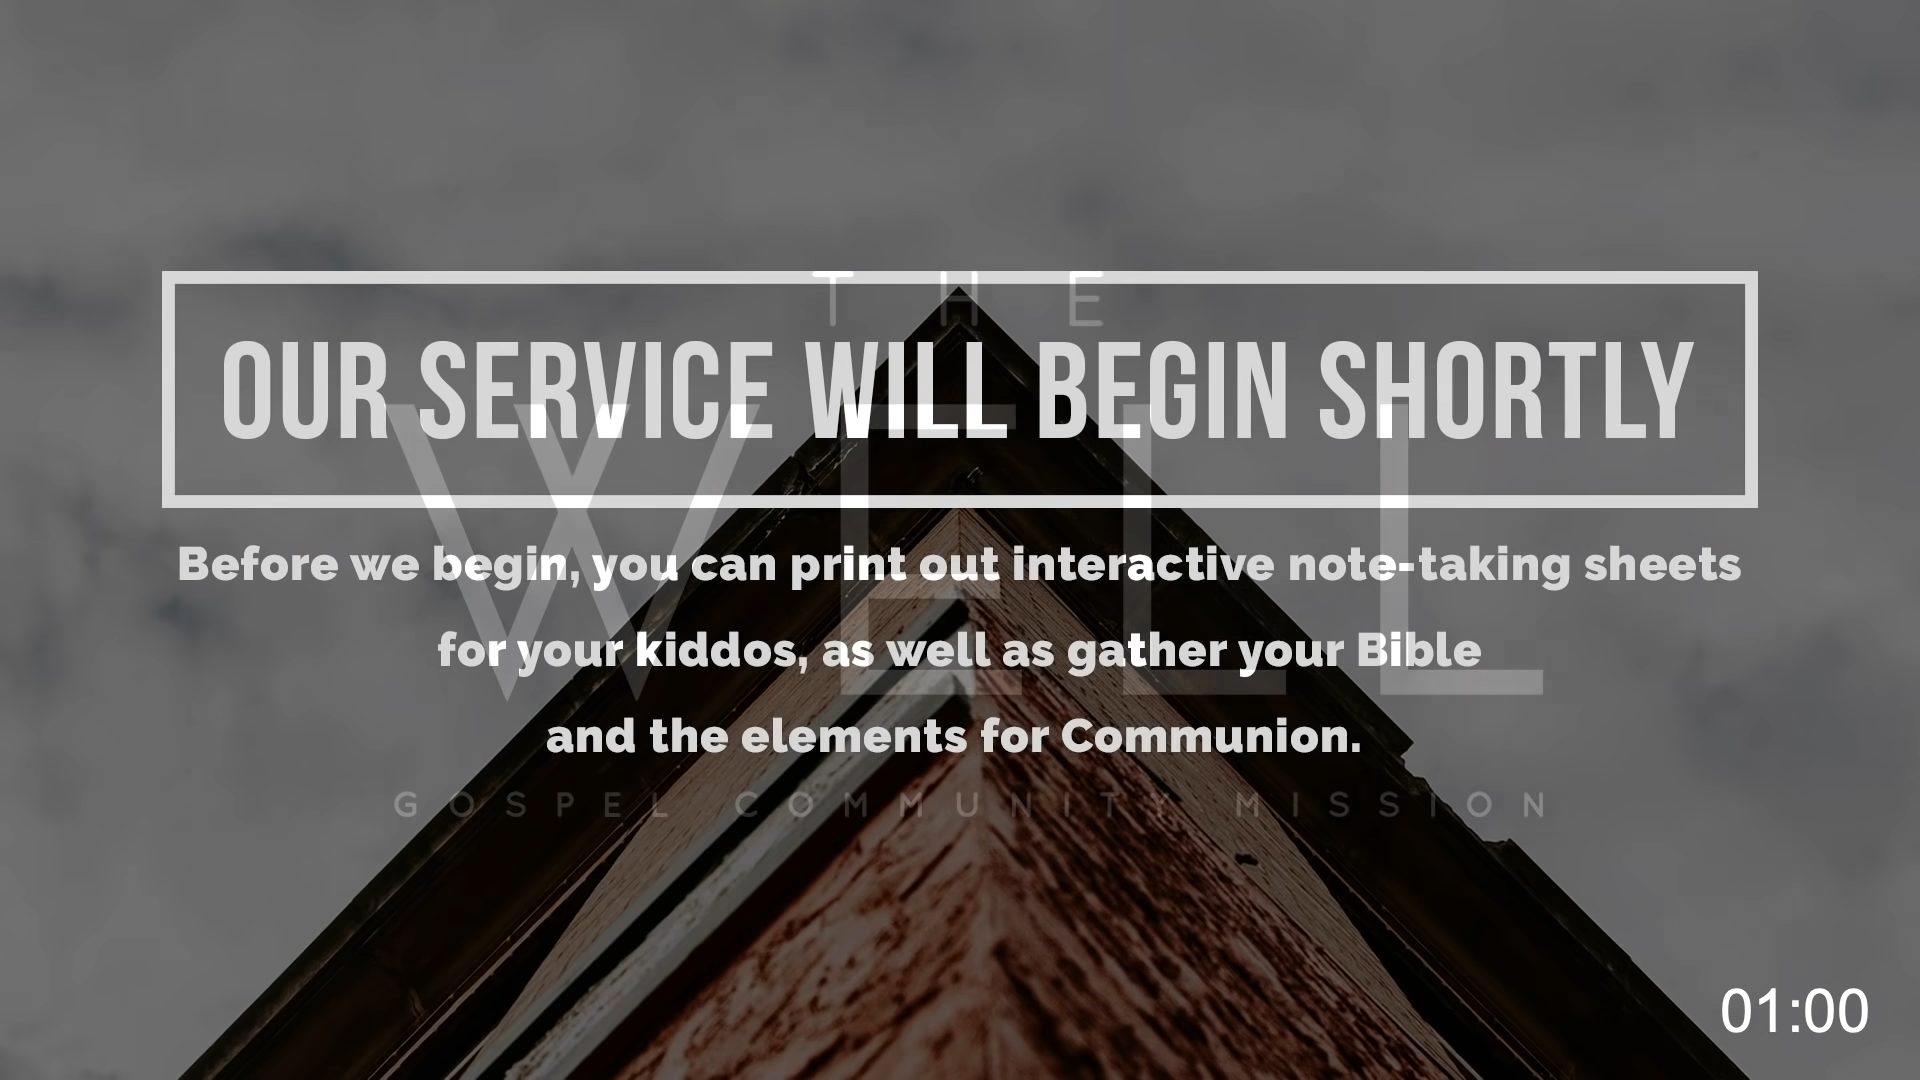 THE
OUR SERVICE WILL BEGIN SHORTLY
WELL
Before we begin, you can print out interactive note-taking sheets
for your kiddos, as well as gather your Bible
and the elements for Communion.
GOSPEL COMMUNITY MISSION
01:00